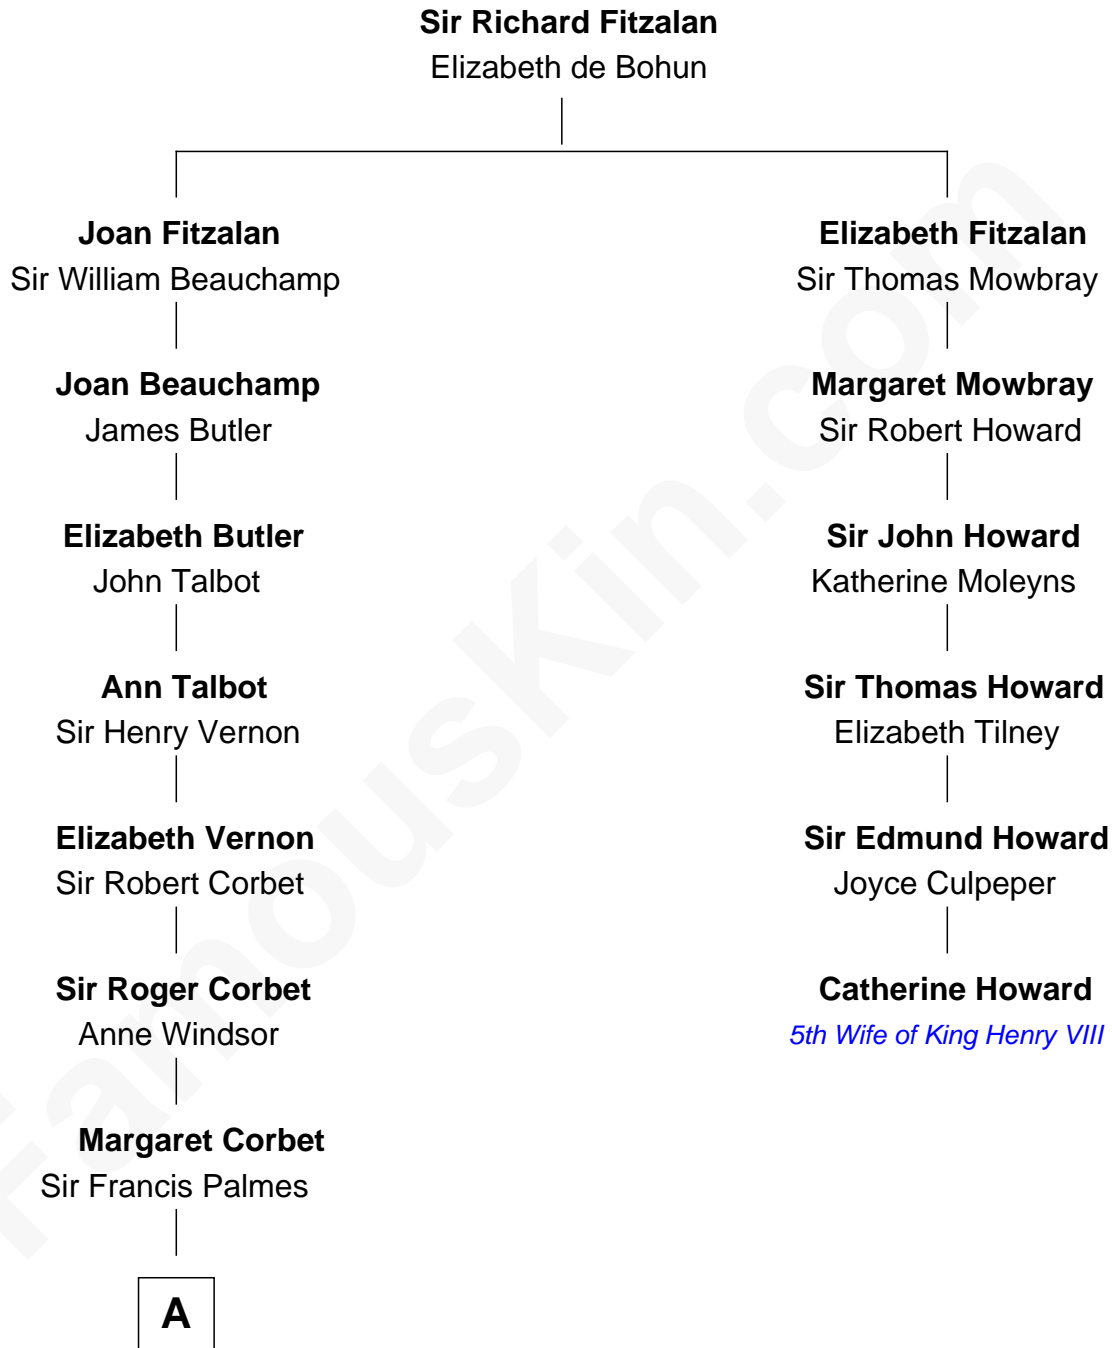 Sir Richard Fitzalan
Elizabeth de Bohun
Joan Fitzalan
Sir William Beauchamp
Elizabeth Fitzalan
Sir Thomas Mowbray
Joan Beauchamp
James Butler
Margaret Mowbray
Sir Robert Howard
Elizabeth Butler
John Talbot
Sir John Howard
Katherine Moleyns
Ann Talbot
Sir Henry Vernon
Sir Thomas Howard
Elizabeth Tilney
Elizabeth Vernon
Sir Robert Corbet
Sir Edmund Howard
Joyce Culpeper
Sir Roger Corbet
Anne Windsor
Catherine Howard
5th Wife of King Henry VIII
Margaret Corbet
Sir Francis Palmes
A
FamousKin.com